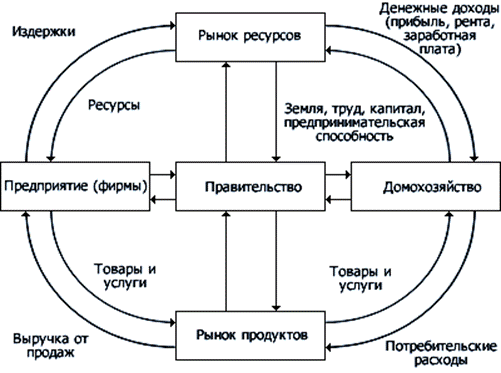 Издержки
Рынок ресурсов
Денежные доходы
(прибыль, рента,
заработная
плата)
Ресурсы
Земля, труд, капитал,
предпринимательская
способность
Предприятие (фирмы)
Правительство
Домохозяйство
Товары и
услуги
Товары и
услуги
Выручка от
продаж
Рынок продуктов
Потребительские
расходы